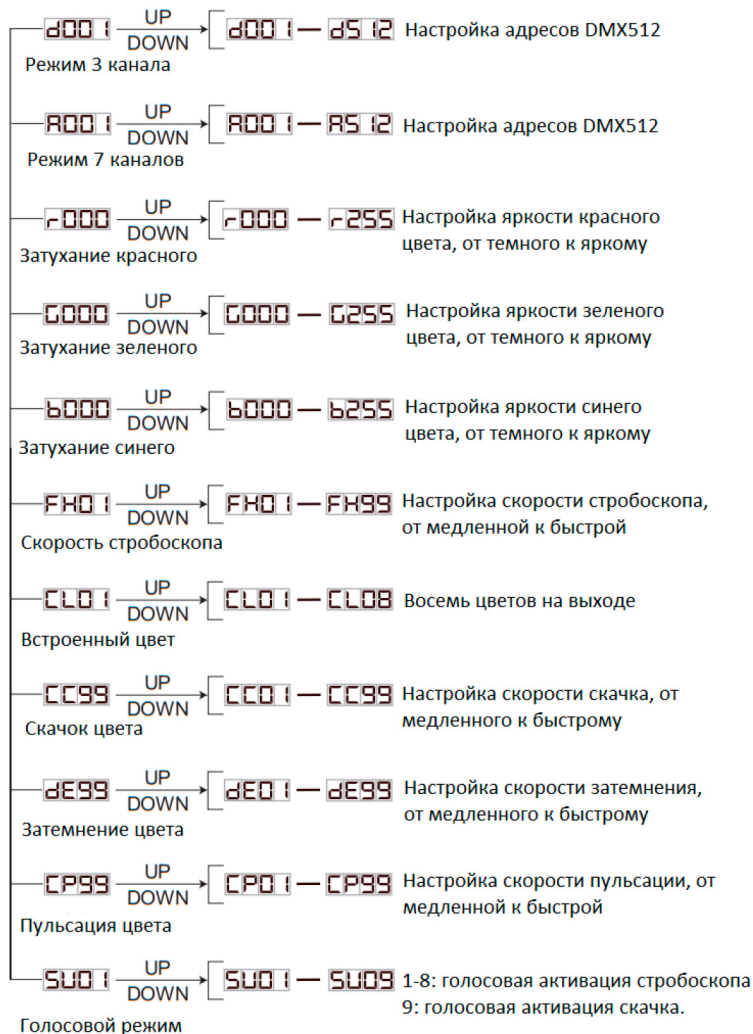 UP
d001 DOWN d001 — d512 Настройка адресов DMX512
Режим 3 канала
UP
A001 DOWN A001 — A512 Настройка адресов DMX512
Режим 7 каналов
UP
r000 DOWN r000 — r255 Настройка яркости красного
цвета, от темного к яркому
Затухание красного
UP
G000 DOWN G000 — G255 Настройка яркости зеленого
цвета, от темного к яркому
Затухание зеленого
UP
b000 DOWN b000 — b255 Настройка яркости синего
цвета, от темного к яркому
Затухание синего
UP
FH01 DOWN FH01 — FH99 Настройка скорости стробоскопа,
от медленной к быстрой
Скорость стробоскопа
UP
CL01 DOWN CL01 — CL08 Восемь цветов на выходе
Встроенный цвет
UP
CC99 DOWN CC01 — CC99 Настройка скорости скачка, от
медленного к быстрому
Скачок цвета
UP
dE99 DOWN dE01 — dE99 Настройка скорости затемнения,
от медленного к быстрому
Затемнение цвета
UP
CP99 DOWN CP01 — CP99 Настройка скорости пульсации, от
медленной к быстрой
Пульсация цвета
UP
SU01 DOWN SU01 — SU09 1-8: голосовая активация стробоскопа
9: голосовая активация скачка.
Голосовой режим